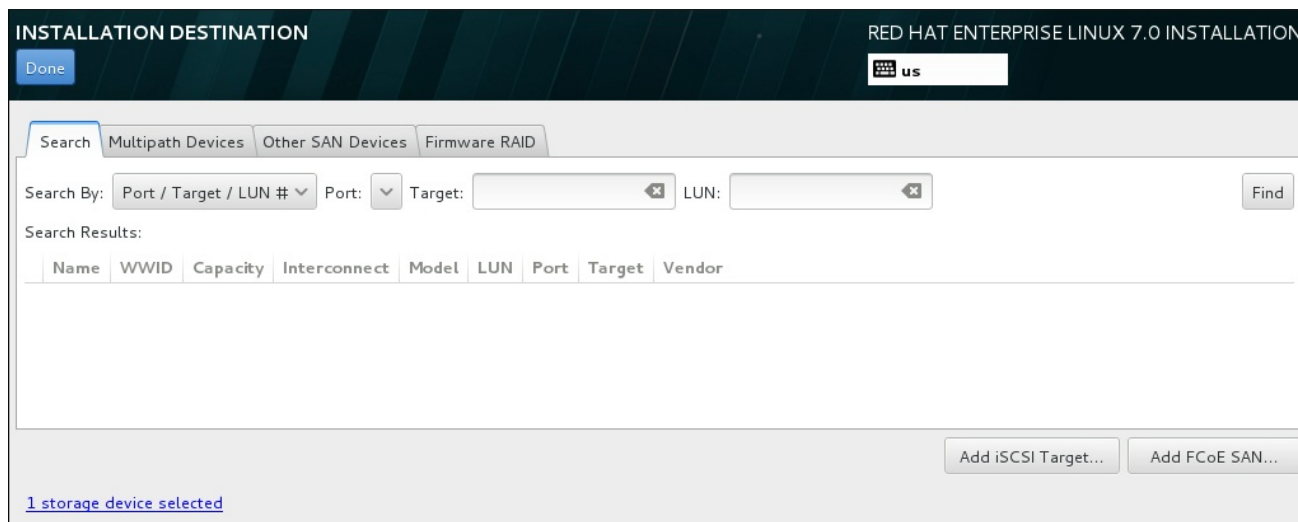 INSTALLATION DESTINATION
RED HAT ENTERPRISE LINUX 7.0 INSTALLATION
Done
us
Search Multipath Devices Other SAN Devices Firmware RAID
Search By: Port / Target / LUN # Port: Target: LUN: Find
Search Results:
Name WWID Capacity Interconnect Model LUN Port Target Vendor
Add iSCSI Target... Add FCoE SAN...
1 storage device selected